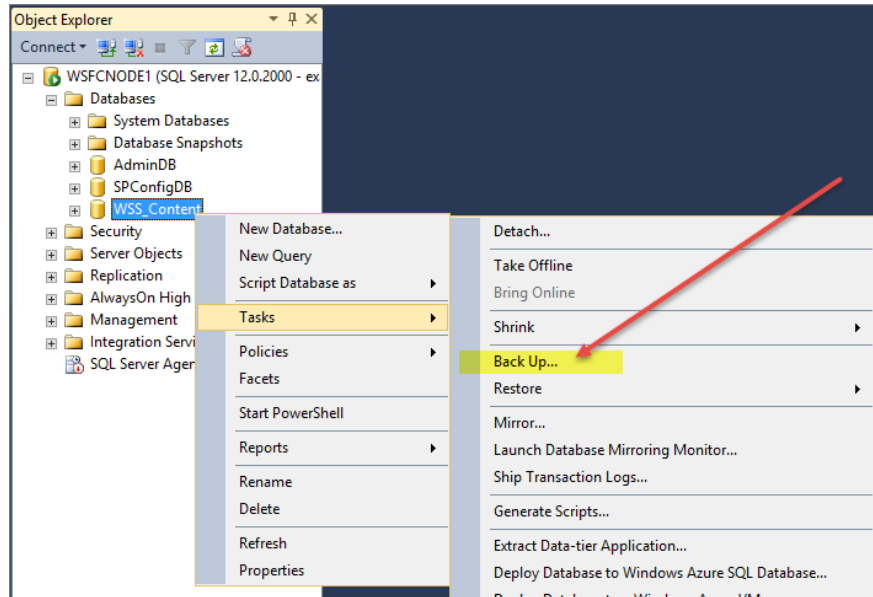 Object Explorer
Connect
WSFCNODE1 (SQL Server 12.0.2000 - ex
Databases
System Databases
Database Snapshots
AdminDB
SPConfigDB
WSS_Content
Security
Server Objects
Replication
AlwaysOn High
Management
Integration Servi
SQL Server Agen
New Database...
New Query
Script Database as
Tasks
Policies
Facets
Start PowerShell
Reports
Rename
Delete
Refresh
Properties
Detach...
Take Offline
Bring Online
Shrink
Back Up...
Restore
Mirror...
Launch Database Mirroring Monitor...
Ship Transaction Logs...
Generate Scripts...
Extract Data-tier Application...
Deploy Database to Windows Azure SQL Database...